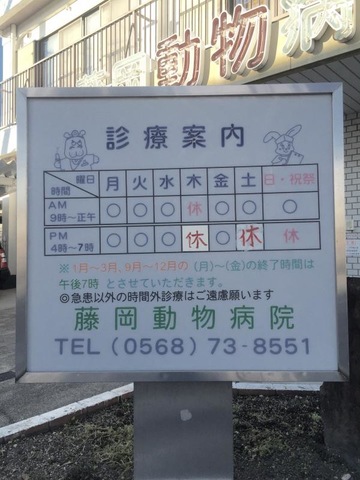 藤岡動物病
診療案内
曜日 時間 月 火 水 木 金 土 日・祝祭
AM 9時〜正午 ○ ○ ○ 休 ○ ○ ○
PM 4時〜7時 ○ ○ ○ 休 ○ 休 休
※1月〜3月、9月〜12月の(月)〜(金)の終了時間は
午後7時 とさせていただきます。
◎急患以外の時間外診療はご遠慮願います
藤岡動物病院
TEL (0568) 73-8551